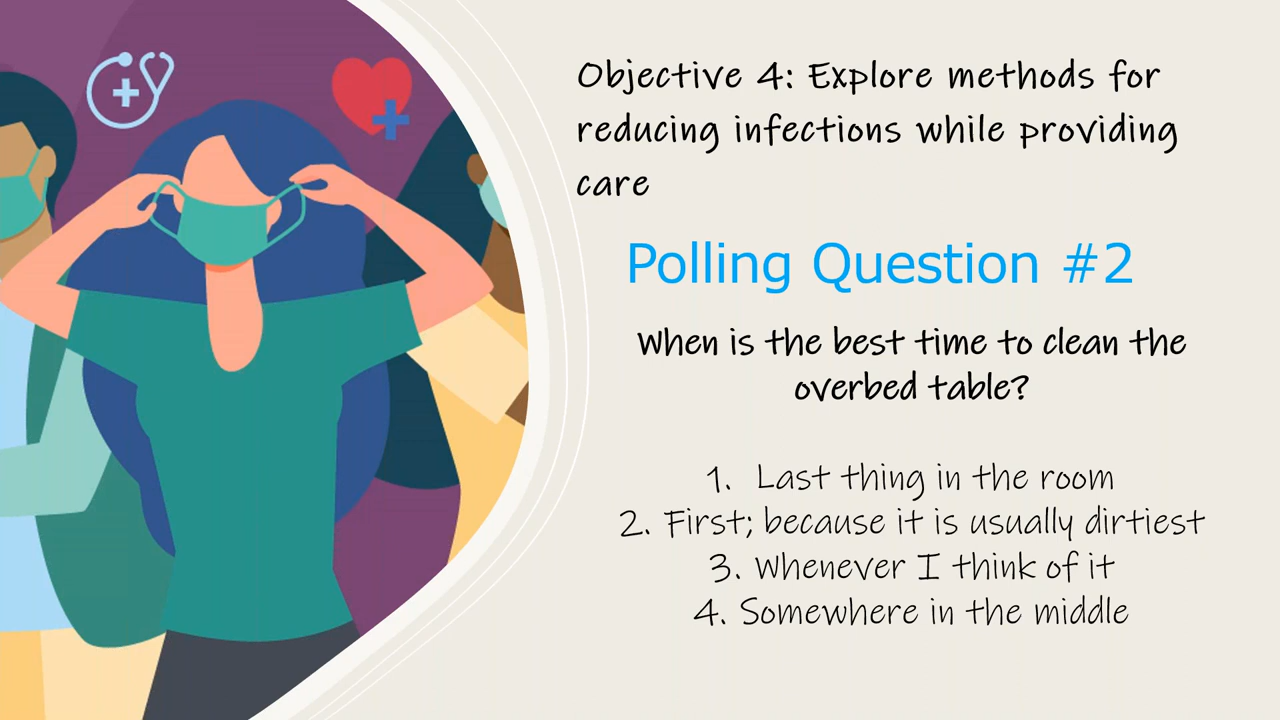 Objective 4: Explore methods for
reducing infections while providing
care
Polling Question #2
When is the best time to clean the
overbed table?
1. Last thing in the room
2. First; because it is usually dirtiest
3. Whenever I think of it
4. Somewhere in the middle